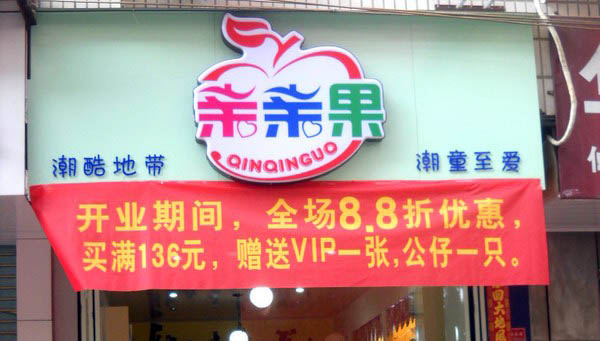 亲亲果
QINQINGUO
潮酷地带
潮童至爱
开业期间，全场8.8折优惠，
买满136元，赠送VIP一张,公仔一只。